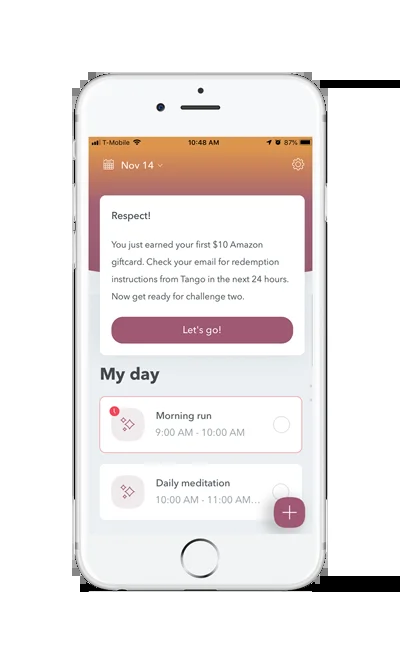 T-Mobile 10:48 AM 87%
Nov 14
Respect!
You just earned your first $10 Amazon
giftcard. Check your email for redemption
instructions from Tango in the next 24 hours.
Now get ready for challenge two.
Let's go!
My day
Morning run
9:00 AM - 10:00 AM
Daily meditation
10:00 AM - 11:00 AM...